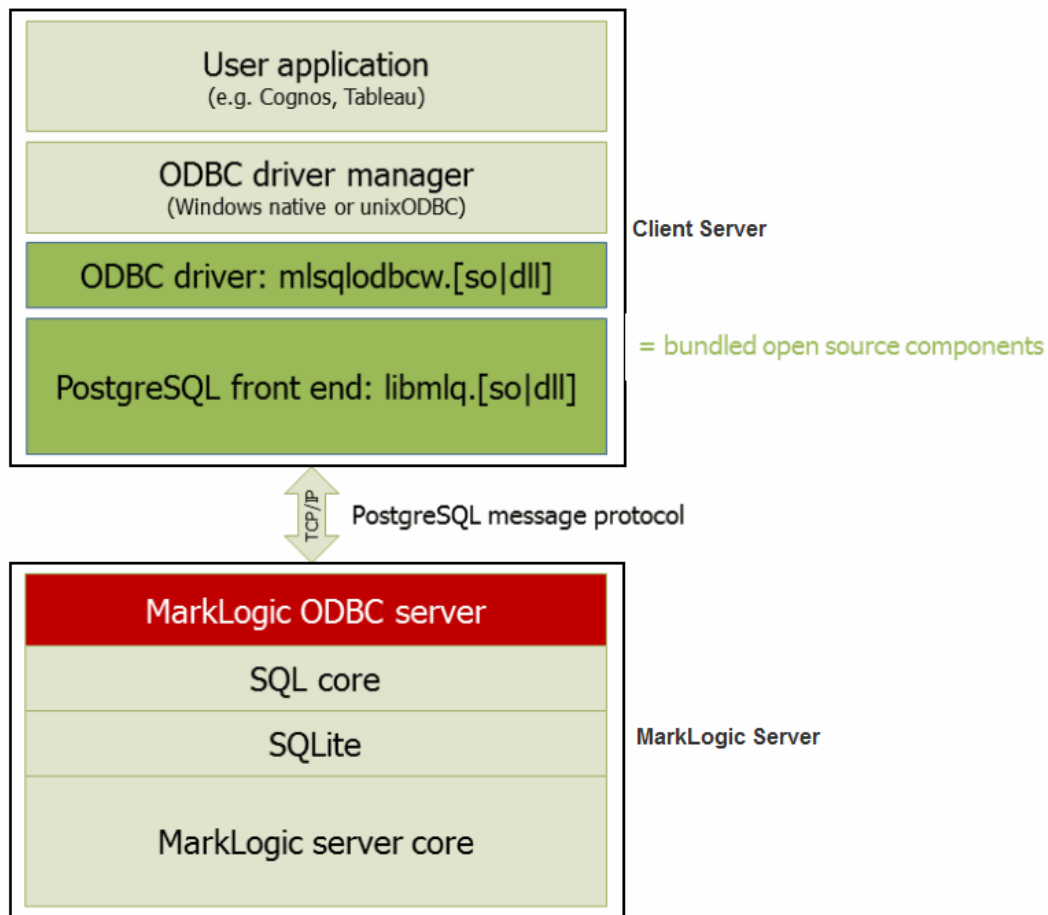 User application
(e.g. Cognos, Tableau)
ODBC driver manager
(Windows native or unixODBC)
Client Server
ODBC driver: mlsqlodbcw.[so|dll]
= bundled open source components
PostgreSQL front end: libmlq.[so|dll]
TCP/IP
PostgreSQL message protocol
MarkLogic ODBC server
SQL core
SQLite
MarkLogic Server
MarkLogic server core